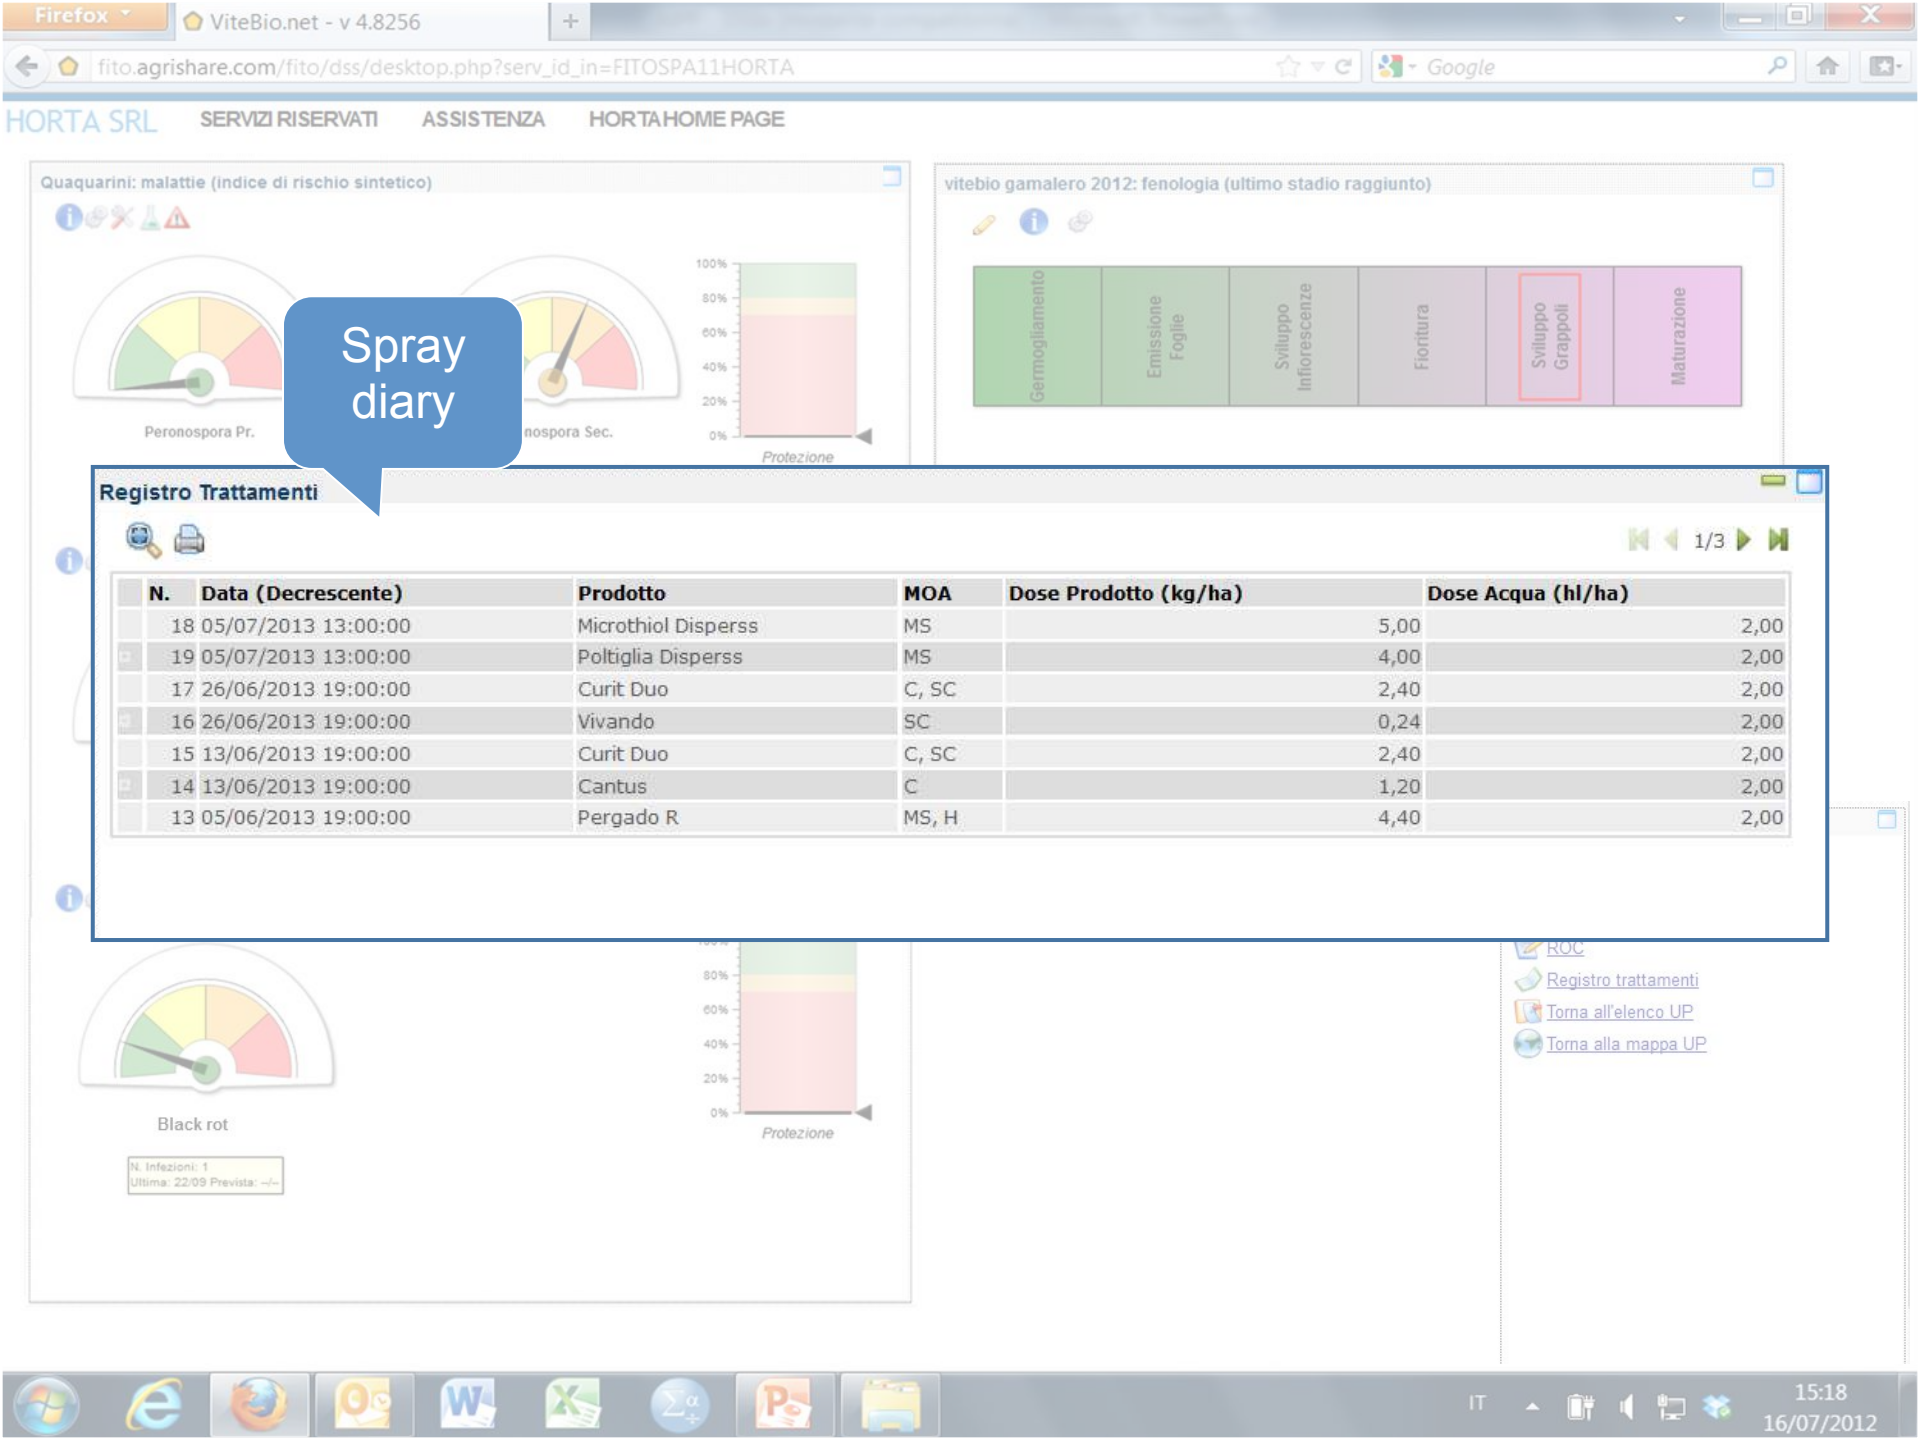 Firefox
ViteBio.net - v 4.8256
fito.agrishare.com/fito/dss/desktop.php?serv_id_in=FITOSPA11HORTA
Google
HORTA SRL SERVIZI RISERVATI ASSISTENZA HORTA HOME PAGE
Quaquarini: malattie (indice di rischio sintetico)
vitebio gamalero 2012: fenologia (ultimo stadio raggiunto)
100%
80%
60%
40%
20%
0%
Protezione
Peronospora Pr.
nospora Sec.
Germogliamento
Emissione
Foglie
Sviluppo
Infiorescenze
Fioritura
Sviluppo
Grappoli
Maturazione
Spray
diary
Registro Trattamenti
1/3
N. Data (Decrescente) Prodotto MOA Dose Prodotto (kg/ha) Dose Acqua (hl/ha)
18 05/07/2013 13:00:00 Microthiol Disperss MS 5,00 2,00
19 05/07/2013 13:00:00 Poltiglia Disperss MS 4,00 2,00
17 26/06/2013 19:00:00 Curit Duo C, SC 2,40 2,00
16 26/06/2013 19:00:00 Vivando SC 0,24 2,00
15 13/06/2013 19:00:00 Curit Duo C, SC 2,40 2,00
14 13/06/2013 19:00:00 Cantus C 1,20 2,00
13 05/06/2013 19:00:00 Pergado R MS, H 4,40 2,00
80%
60%
40%
20%
0%
Protezione
Black rot
N. Infezioni: 1
Ultima: 22/09 Prevista: --/--
ROC
Registro trattamenti
Torna all'elenco UP
Torna alla mappa UP
IT
15:18
16/07/2012